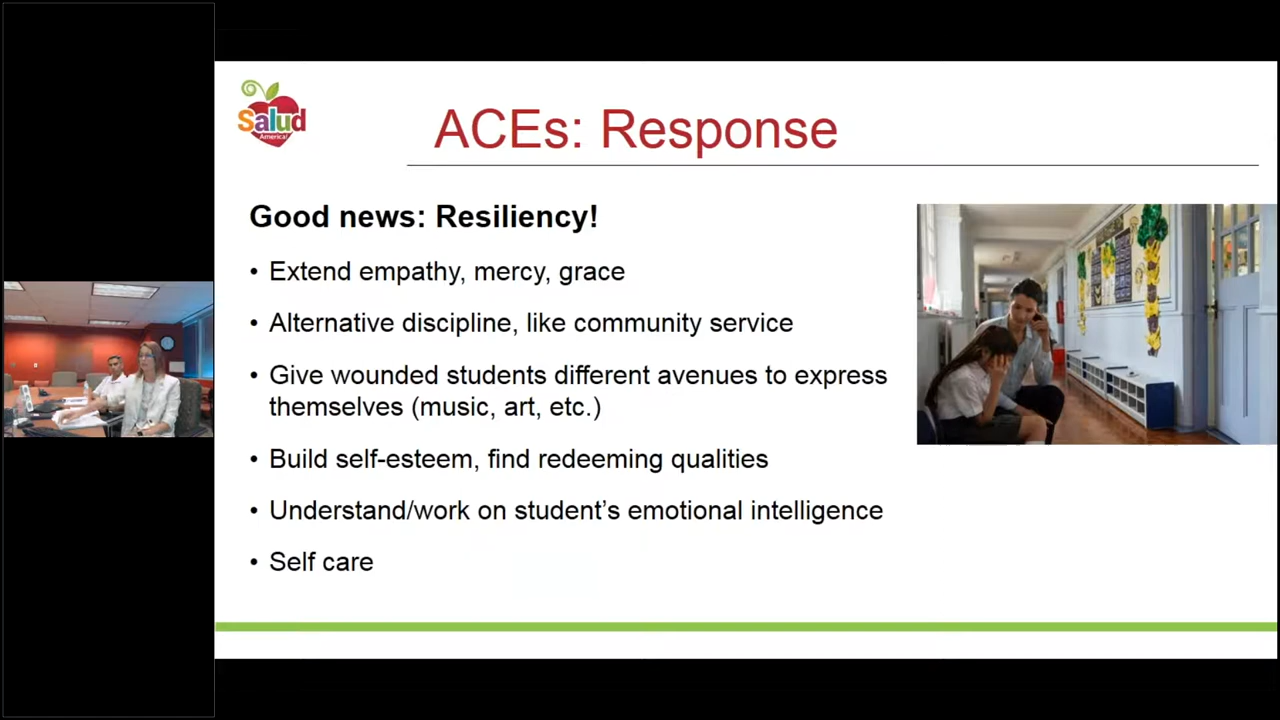 Salud
America!
ACEs: Response
Good news: Resiliency!
• Extend empathy, mercy, grace
• Alternative discipline, like community service
• Give wounded students different avenues to express
themselves (music, art, etc.)
• Build self-esteem, find redeeming qualities
• Understand/work on student’s emotional intelligence
• Self care